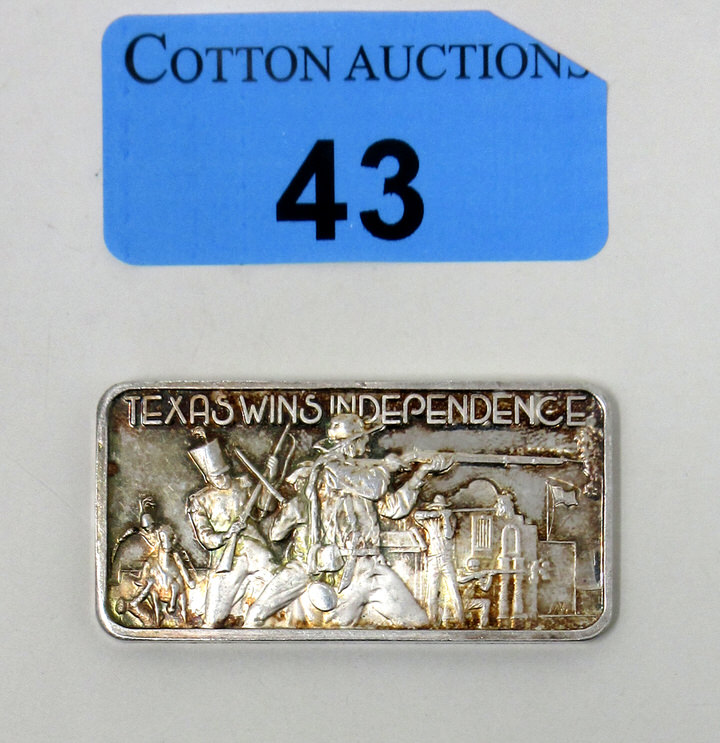 COTTON AUCTIONS
43
TEXAS WINS INDEPENDENCE